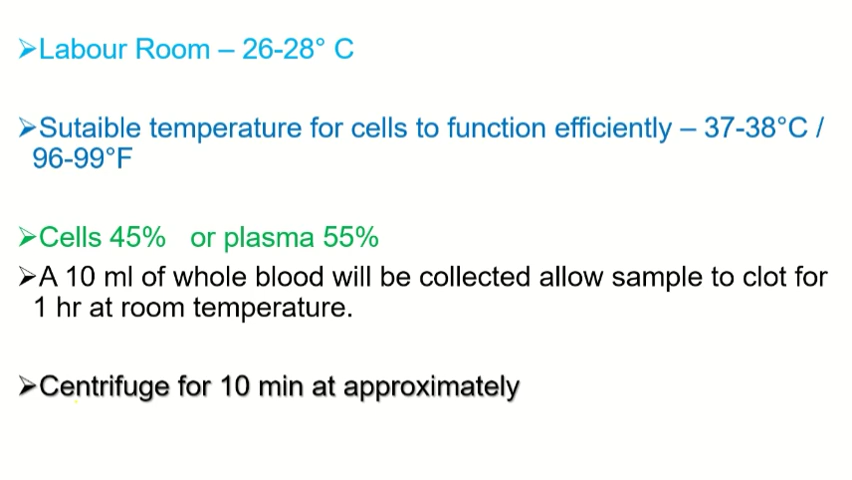 ➢Labour Room – 26-28° C
➢Sutaible temperature for cells to function efficiently – 37-38°C /
96-99°F
➢Cells 45% or plasma 55%
➢A 10 ml of whole blood will be collected allow sample to clot for
1 hr at room temperature.
➢Centrifuge for 10 min at approximately